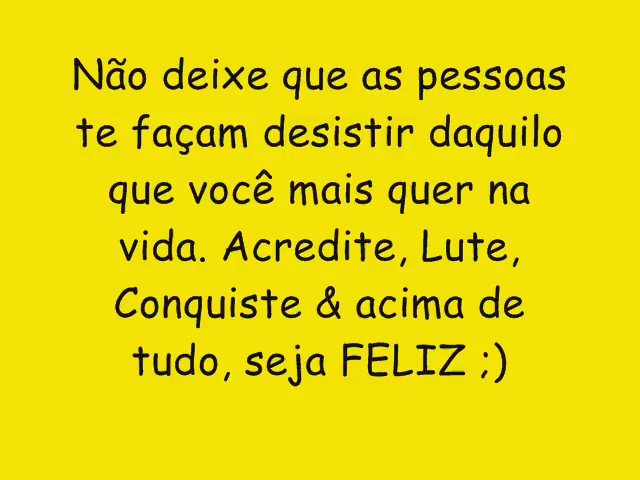 Não deixe que as pessoas
te façam desistir daquilo
que você mais quer na
vida. Acredite, Lute,
Conquiste & acima de
tudo, seja FELIZ ;)